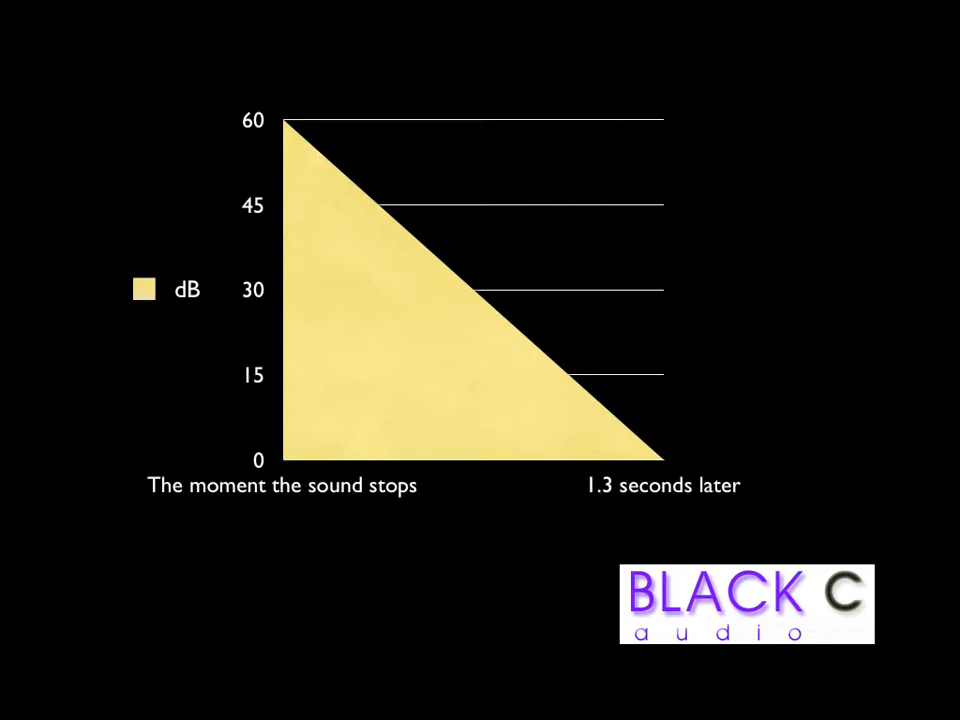 60
45
dB 30
15
0
The moment the sound stops 1.3 seconds later
BLACK C
audio